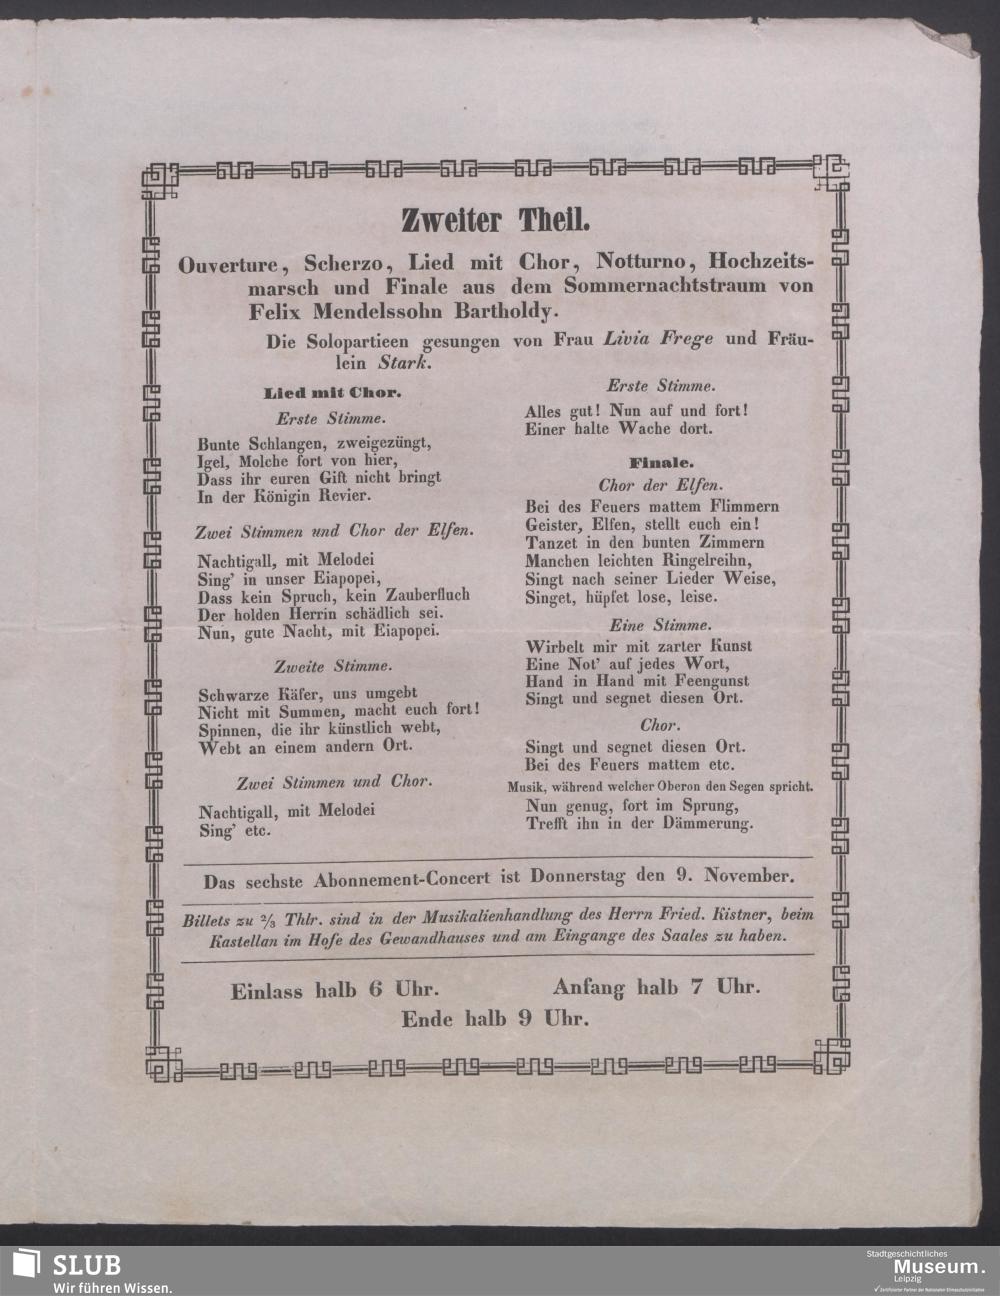 Zweiter Theil.
Ouverture, Scherzo, Lied mit Chor, Notturno, Hochzeits-
marsch und Finale aus dem Sommernachtstraum von
Felix Mendelssohn Bartholdy.
Die Solopartieen gesungen von Frau Livia Frege und Fräu-
lein Stark.
Lied mit Chor.
Erste Stimme.
Bunte Schlangen, zweigezüngt,
Igel, Molche fort von hier,
Dass ihr euren Gift nicht bringt
In der Königin Revier.
Zwei Stimmen und Chor der Elfen.
Nachtigall, mit Melodei
Sing' in unser Eiapopei,
Dass kein Spruch, kein Zauberfluch
Der holden Herrin schädlich sei.
Nun, gute Nacht, mit Eiapopei.
Zweite Stimme.
Schwarze Käfer, uns umgebt
Nicht mit Summen, macht euch fort!
Spinnen, die ihr künstlich webt,
Webt an einem andern Ort.
Zwei Stimmen und Chor.
Nachtigall, mit Melodei
Sing' etc.
Erste Stimme.
Alles gut! Nun auf und fort!
Einer halte Wache dort.
Finale.
Chor der Elfen.
Bei des Feuers mattem Flimmern
Geister, Elfen, stellt euch ein!
Tanzet in den bunten Zimmern
Manchen leichten Ringelreihn,
Singt nach seiner Lieder Weise,
Singet, hüpfet lose, leise.
Eine Stimme.
Wirbelt mir mit zarter Kunst
Eine Not' auf jedes Wort,
Hand in Hand mit Feengunst
Singt und segnet diesen Ort.
Chor.
Singt und segnet diesen Ort.
Bei des Feuers mattem etc.
Musik, während welcher Oberon den Segen spricht.
Nun genug, fort im Sprung,
Trefft ihn in der Dämmerung.
Das sechste Abonnement-Concert ist Donnerstag den 9. November.
Billets zu 2/3 Thlr. sind in der Musikalienhandlung des Herrn Fried. Kistner, beim
Kastellan im Hofe des Gewandhauses und am Eingange des Saales zu haben.
Einlass halb 6 Uhr. Anfang halb 7 Uhr.
Ende halb 9 Uhr.
SLUB
Wir führen Wissen.
Stadtgeschichtliches
Museum.
Leipzig
Zertifizierter Partner der Nationalen Klimaschutzinitiative